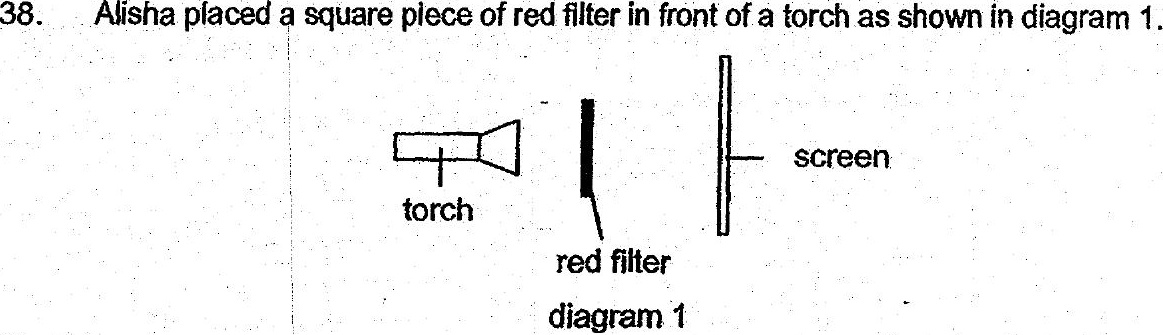 38. Alisha placed a square piece of red filter in front of a torch as shown in diagram 1.
screen
torch
red filter
diagram 1